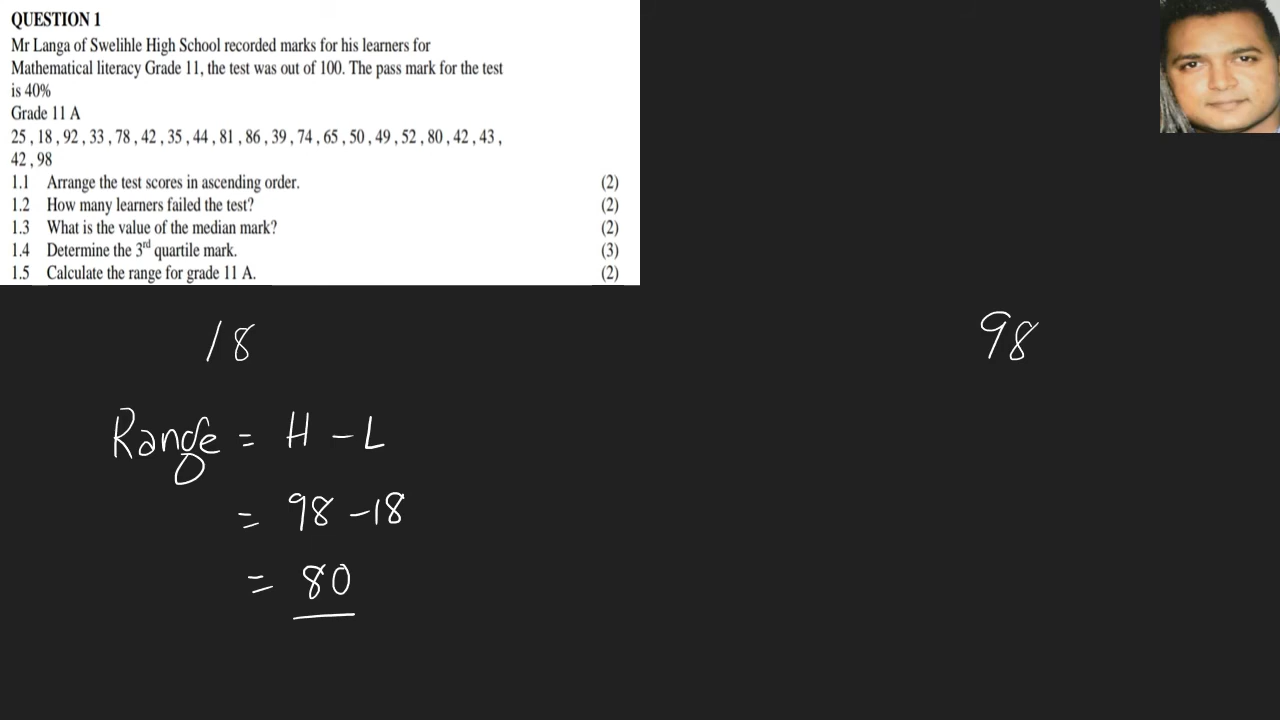 QUESTION 1
Mr Langa of Swelihle High School recorded marks for his learners for
Mathematical literacy Grade 11, the test was out of 100. The pass mark for the test
is 40%
Grade 11 A
25 , 18 , 92 , 33 , 78 , 42 , 35 , 44 , 81 , 86 , 39 , 74 , 65 , 50 , 49 , 52 , 80 , 42 , 43 ,
42 , 98
1.1 Arrange the test scores in ascending order. (2)
1.2 How many learners failed the test? (2)
1.3 What is the value of the median mark? (2)
1.4 Determine the 3rd quartile mark. (3)
1.5 Calculate the range for grade 11 A. (2)
18 98
Range = H - L
= 98 - 18
= 80